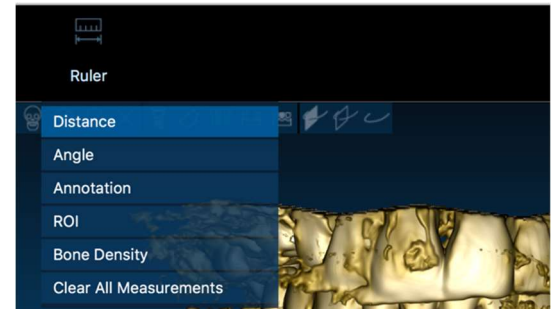 Ruler
Distance
Angle
Annotation
ROI
Bone Density
Clear All Measurements